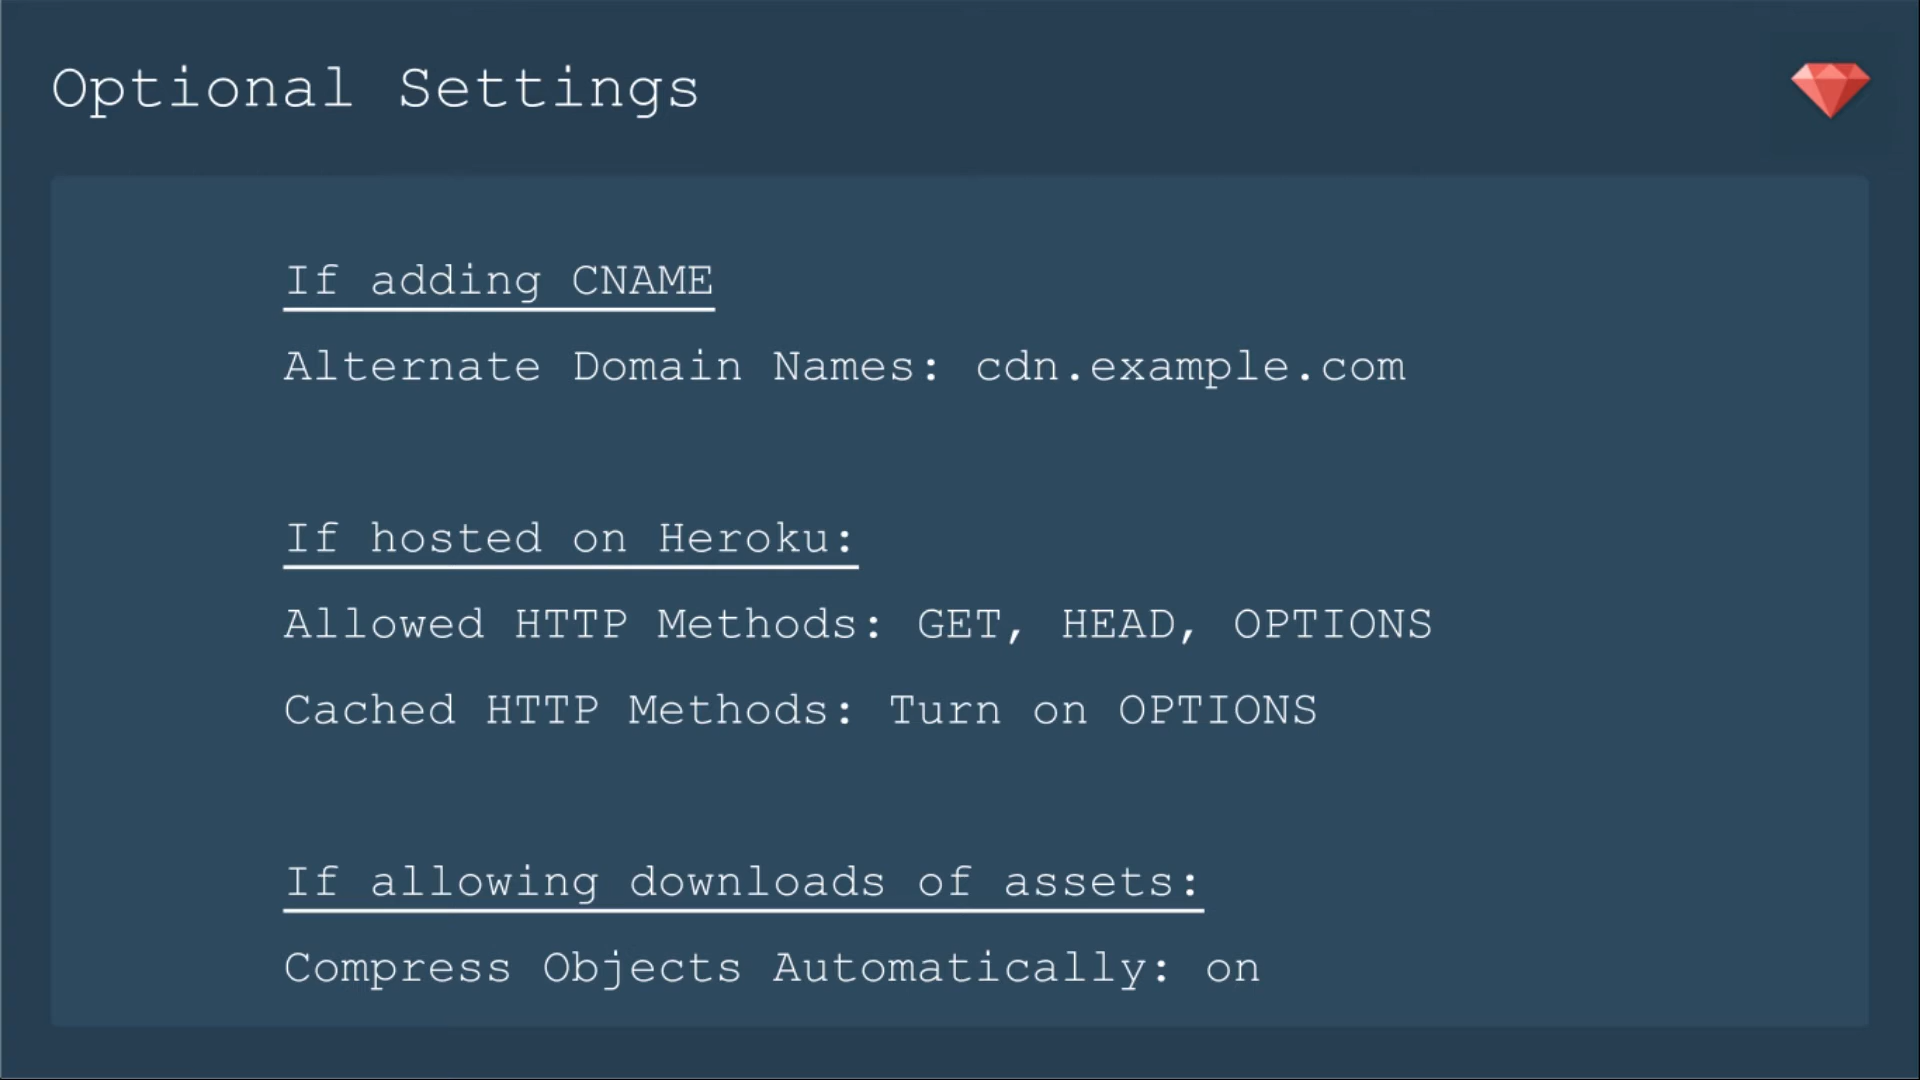 Optional Settings
If adding CNAME
Alternate Domain Names: cdn.example.com
If hosted on Heroku:
Allowed HTTP Methods: GET, HEAD, OPTIONS
Cached HTTP Methods: Turn on OPTIONS
If allowing downloads of assets:
Compress Objects Automatically: on